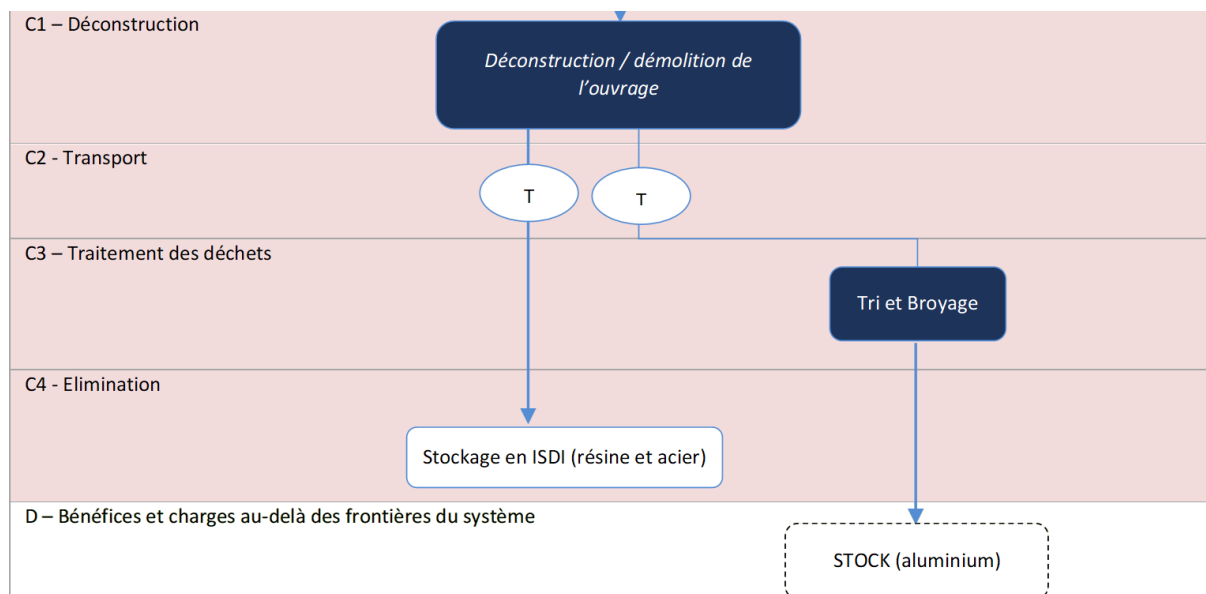 C1 – Déconstruction
Déconstruction / démolition de
l’ouvrage
C2 - Transport
T
T
C3 – Traitement des déchets
Tri et Broyage
C4 - Elimination
Stockage en ISDI (résine et acier)
D – Bénéfices et charges au-delà des frontières du système
STOCK (aluminium)